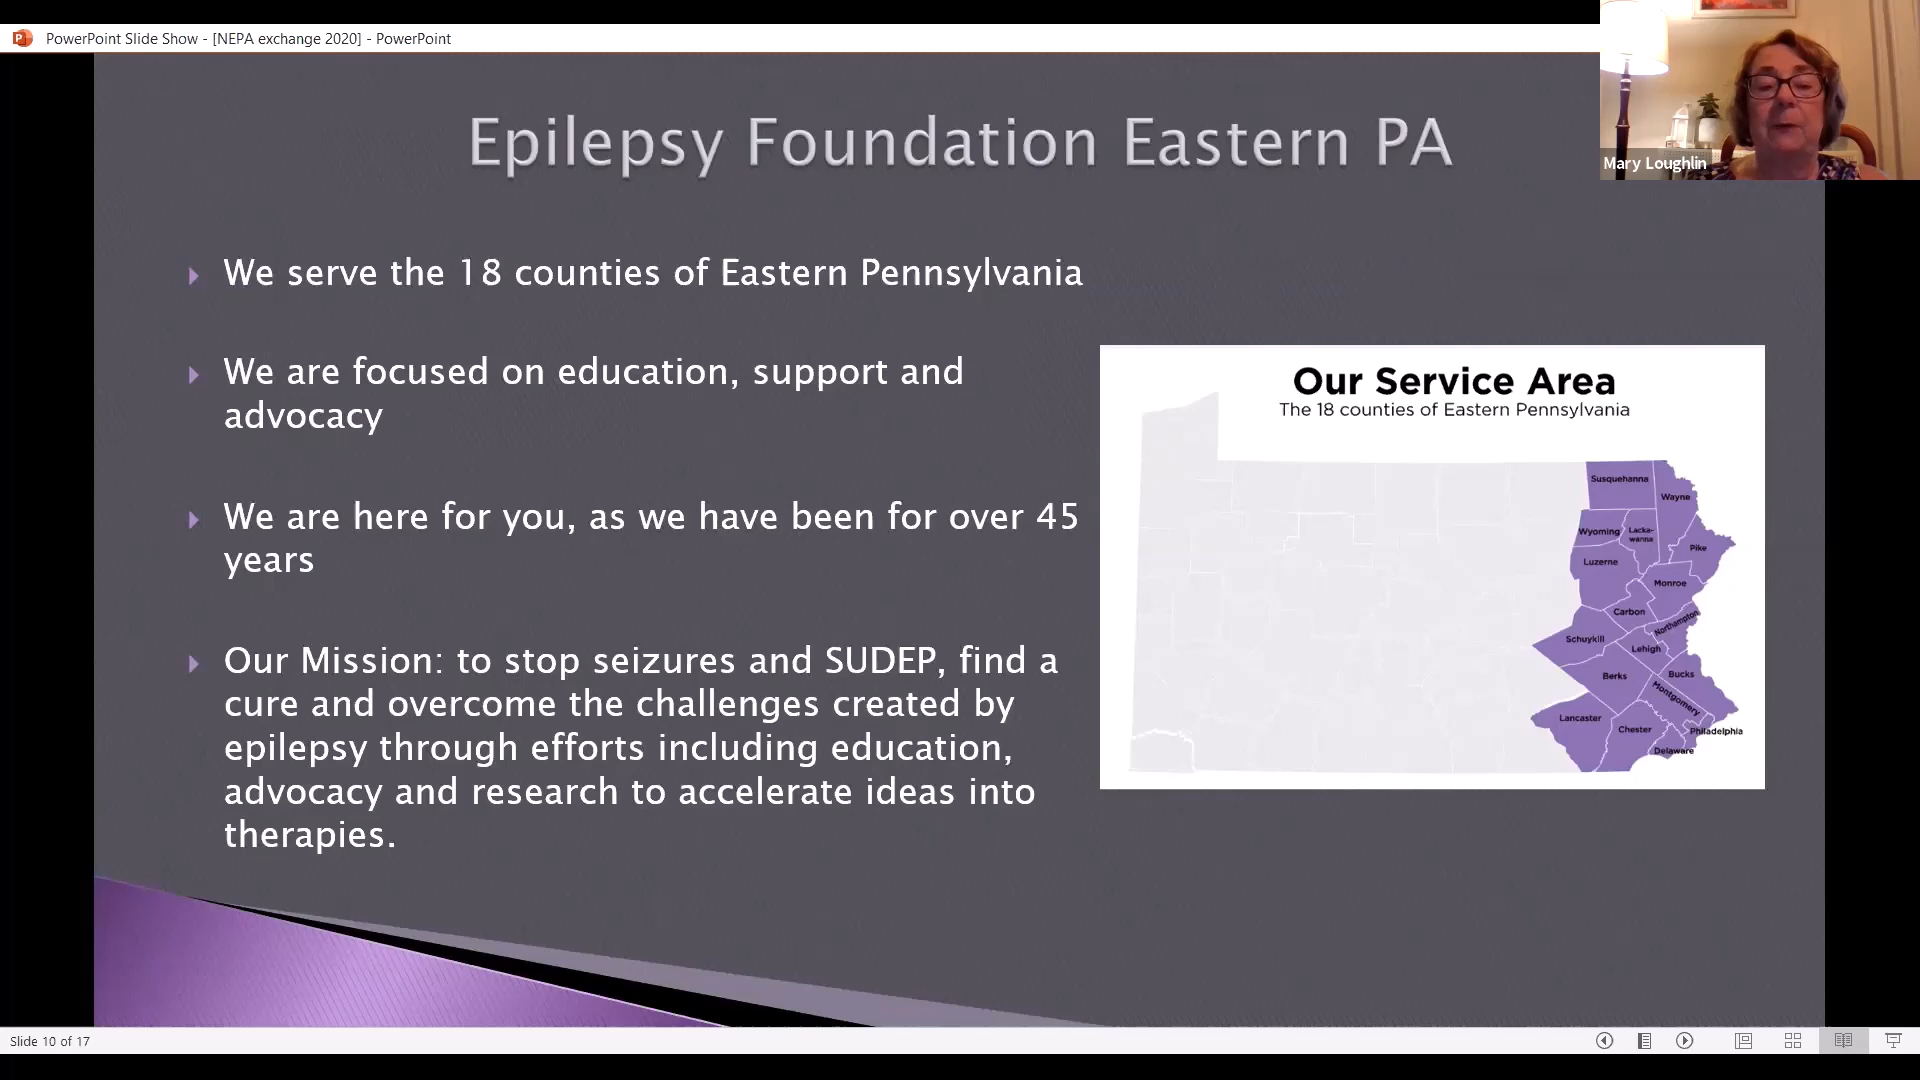 PowerPoint Slide Show - [NEPA exchange 2020] - PowerPoint
Mary Loughlin
Epilepsy Foundation Eastern PA
We serve the 18 counties of Eastern Pennsylvania
We are focused on education, support and
advocacy
We are here for you, as we have been for over 45
years
Our Mission: to stop seizures and SUDEP, find a
cure and overcome the challenges created by
epilepsy through efforts including education,
advocacy and research to accelerate ideas into
therapies.
Our Service Area
The 18 counties of Eastern Pennsylvania
Susquehanna
Wayne
Wyoming
Lacka-
wanna
Pike
Luzerne
Monroe
Carbon
Northampton
Schuykill
Lehigh
Berks
Bucks
Montgomery
Lancaster
Chester
Philadelphia
Delaware
Slide 10 of 17